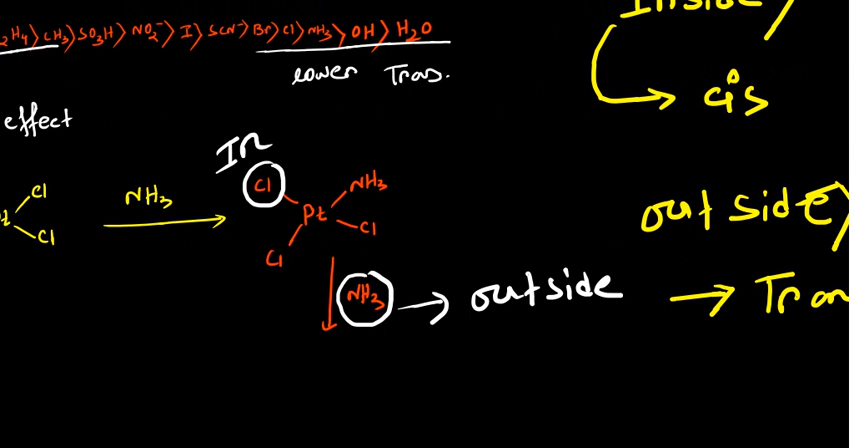 Inside
2H4> CH3> SO3H> NO2-> I> SCN-> Br> Cl> NH3> OH> H2O
lower Trans.
cis
effect
IN
Cl
NH3
Cl
NH3
Pt
Cl
Cl
Cl
outside
NH3 → outside → Tran